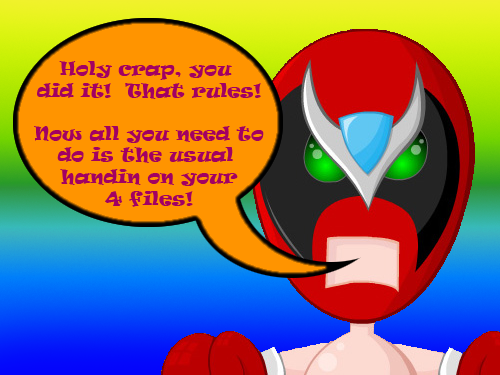 Holy crap, you
did it! That rules!
Now all you need to
do is the usual
handin on your
4 files!